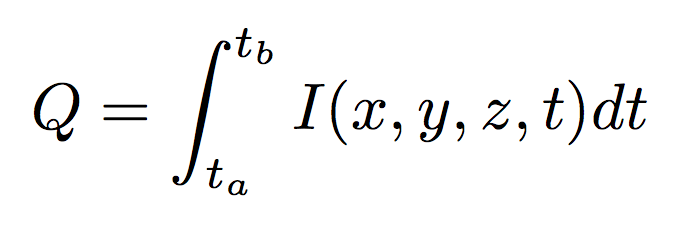 Q = ∫_{t_a}^{t_b} I(x, y, z, t)dt